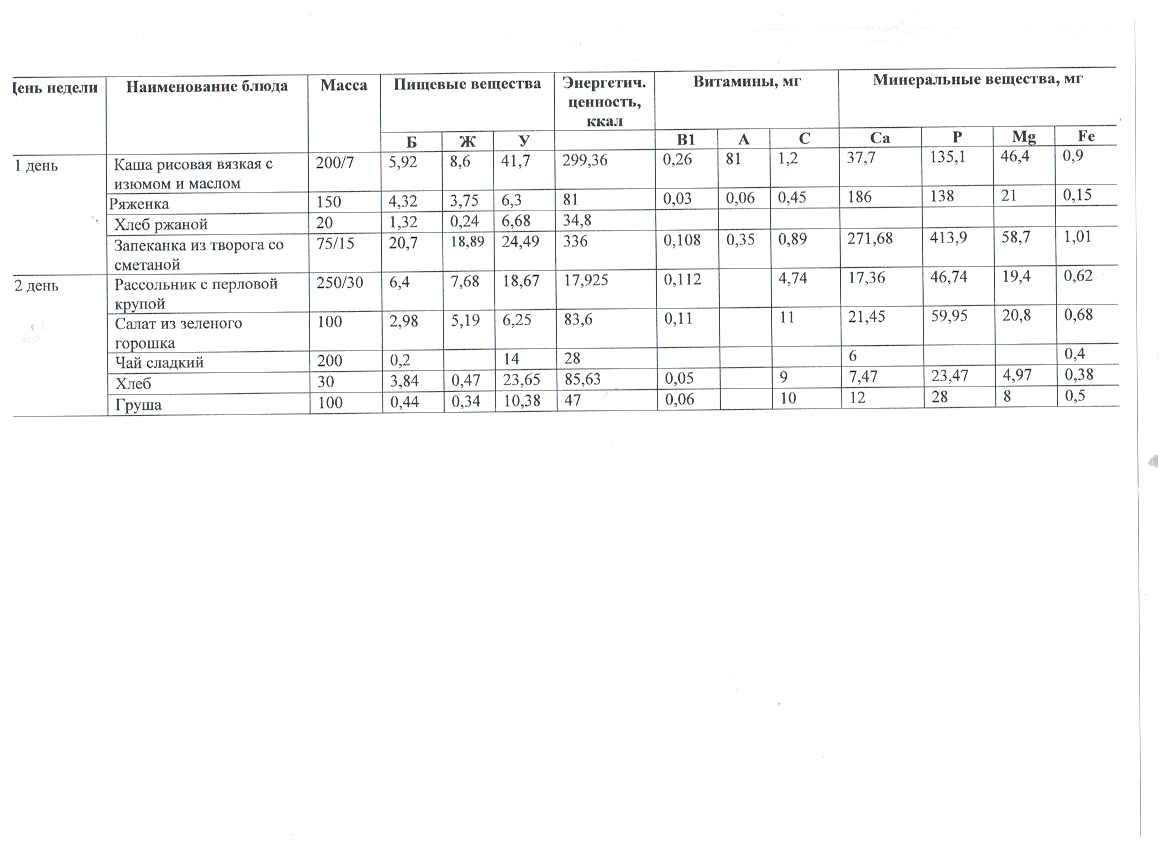 День недели Наименование блюда Масса Пищевые вещества Энергетич. Витамины, мг Минеральные вещества, мг
ценность,
ккал
Б Ж У В1 А С Ca P Mg Fe
1 день Каша рисовая вязкая с 200/7 5,92 8,6 41,7 299,36 0,26 81 1,2 37,7 135,1 46,4 0,9
изюмом и маслом
Ряженка 150 4,32 3,75 6,3 81 0,03 0,06 0,45 186 138 21 0,15
Хлеб ржаной 20 1,32 0,24 6,68 34,8
Запеканка из творога со 75/15 20,7 18,89 24,49 336 0,108 0,35 0,89 271,68 413,9 58,7 1,01
сметаной
2 день Рассольник с перловой 250/30 6,4 7,68 18,67 17,925 0,112 4,74 17,36 46,74 19,4 0,62
крупой
Салат из зеленого 100 2,98 5,19 6,25 83,6 0,11 11 21,45 59,95 20,8 0,68
горошка
Чай сладкий 200 0,2 14 28 6 0,4
Хлеб 30 3,84 0,47 23,65 85,63 0,05 9 7,47 23,47 4,97 0,38
Груша 100 0,44 0,34 10,38 47 0,06 10 12 28 8 0,5